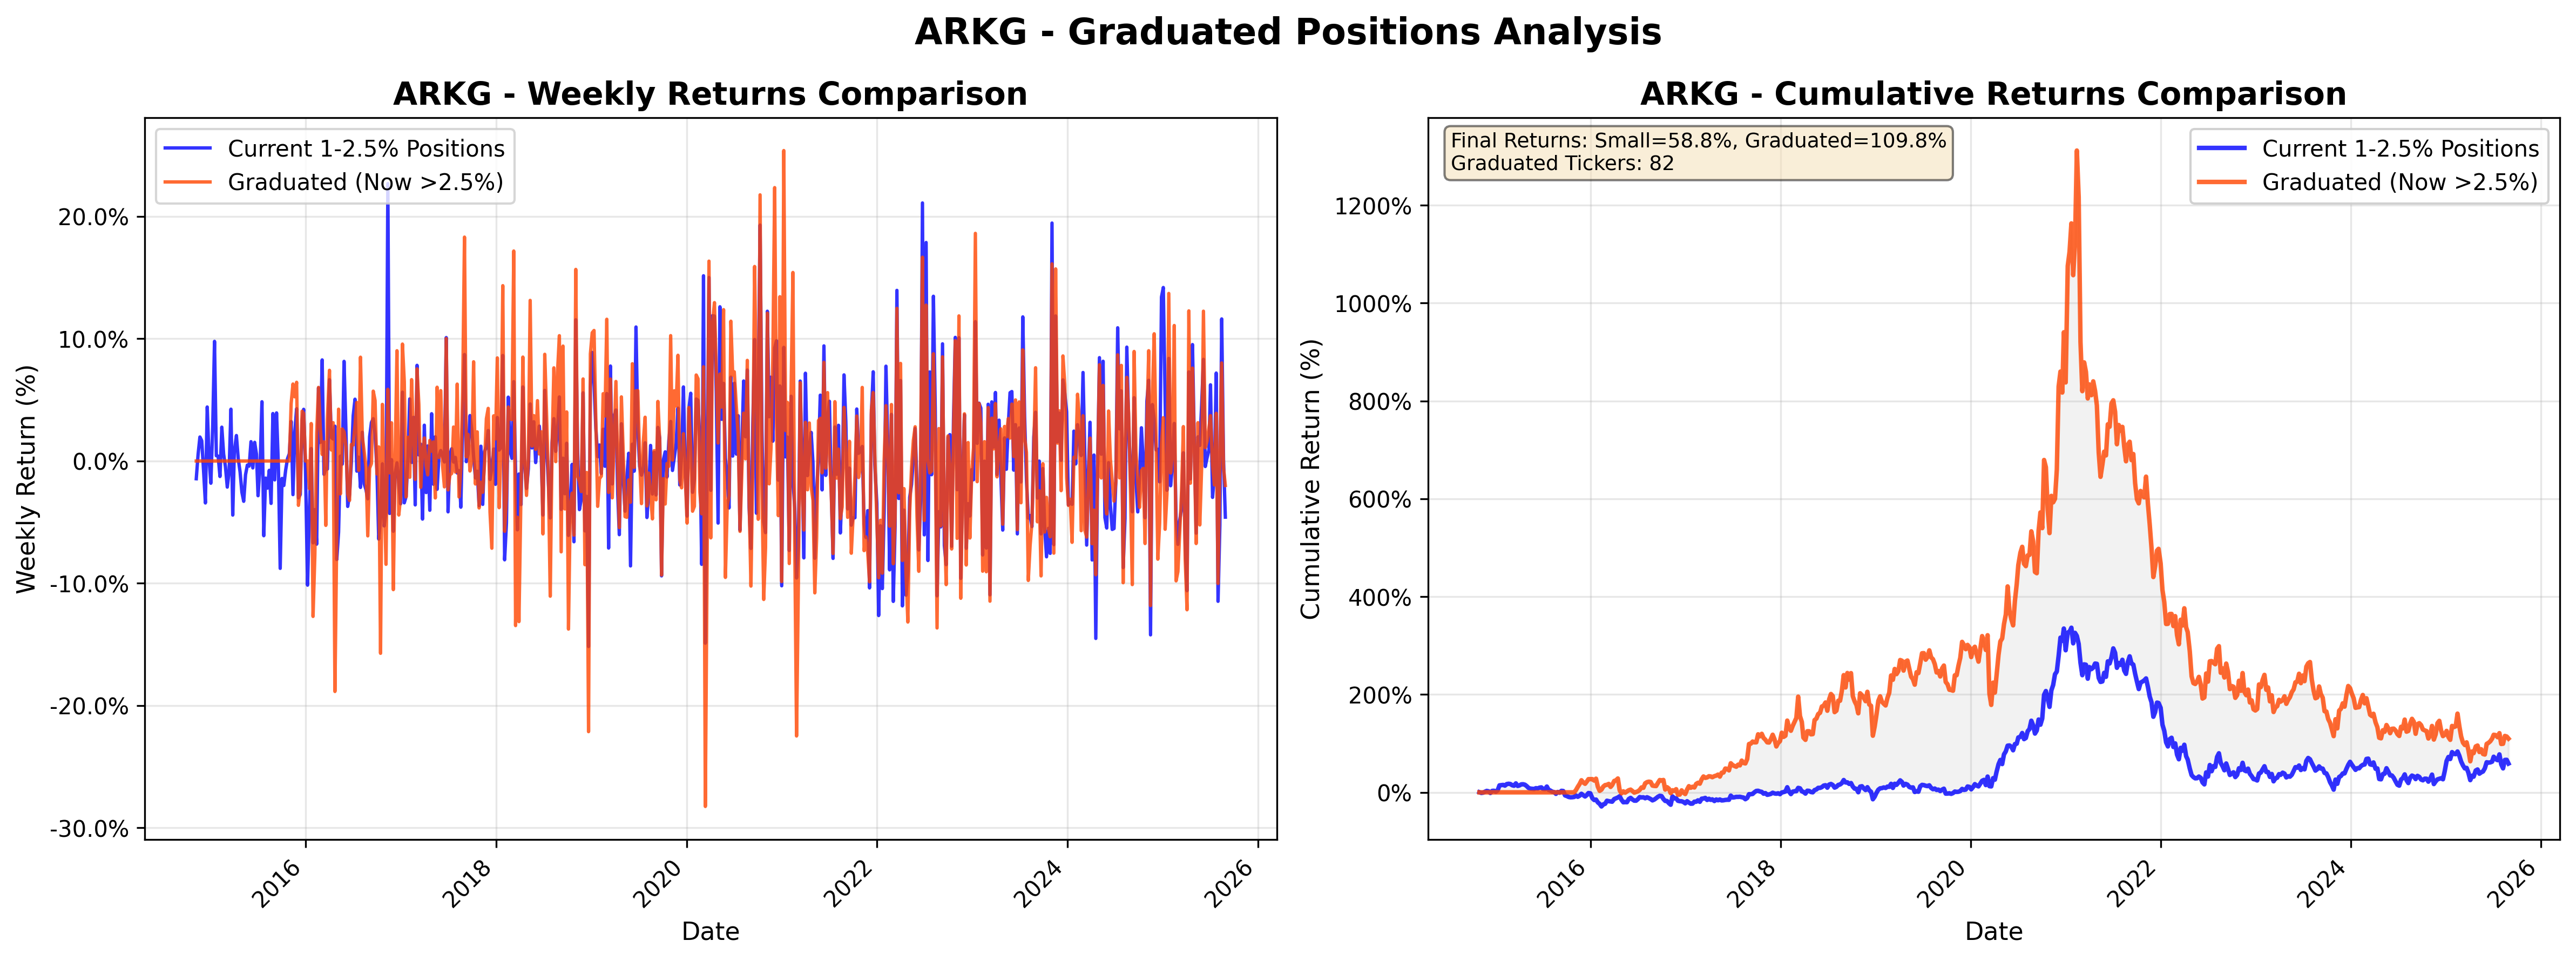 ARKG - Graduated Positions Analysis
ARKG - Weekly Returns Comparison
Current 1-2.5% Positions
Graduated (Now >2.5%)
Weekly Return (%)
20.0%
10.0%
0.0%
-10.0%
-20.0%
-30.0%
2016
2018
2020
2022
2024
2026
Date
ARKG - Cumulative Returns Comparison
Final Returns: Small=58.8%, Graduated=109.8%
Graduated Tickers: 82
Current 1-2.5% Positions
Graduated (Now >2.5%)
Cumulative Return (%)
1200%
1000%
800%
600%
400%
200%
0%
2016
2018
2020
2022
2024
2026
Date